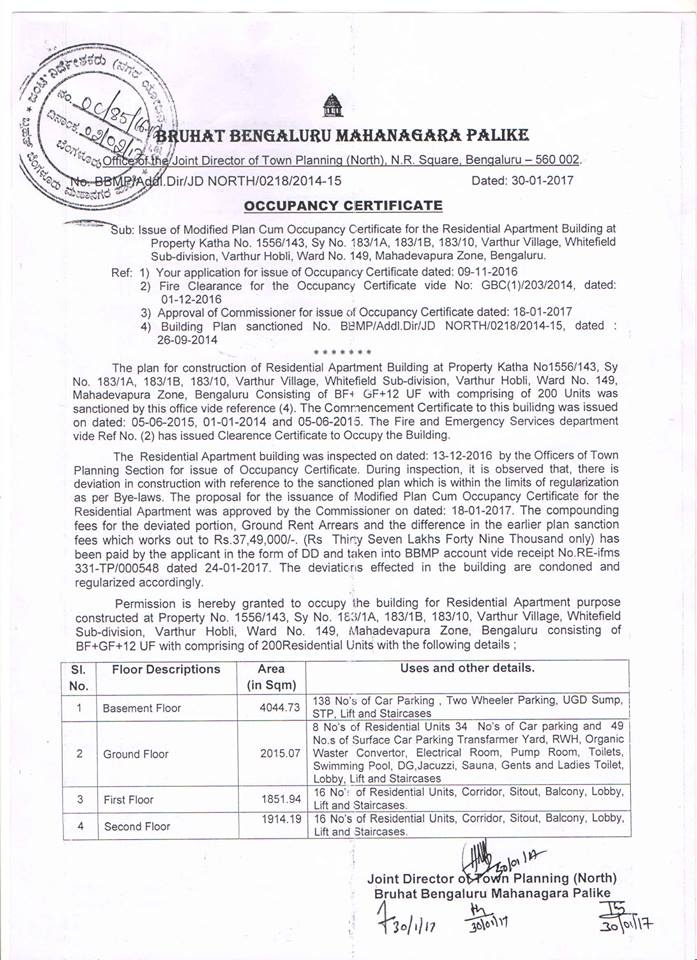 ಜಂಟಿ ನಿರ್ದೇಶಕರು (ನಗರ ಯೋಜನೆ
ನಂ. OC/85/16-17
ದಿನಾಂಕ.
ಬೆಂಗಳೂರು
BRUHAT BENGALURU MAHANAGARA PALIKE
Office of the Joint Director of Town Planning (North), N.R. Square, Bengaluru – 560 002.
No. BBMP/Addl.Dir/JD NORTH/0218/2014-15 Dated: 30-01-2017
OCCUPANCY CERTIFICATE
Sub: Issue of Modified Plan Cum Occupancy Certificate for the Residential Apartment Building at
Property Katha No. 1556/143, Sy No. 183/1A, 183/1B, 183/10, Varthur Village, Whitefield
Sub-division, Varthur Hobli, Ward No. 149, Mahadevapura Zone, Bengaluru.
Ref: 1) Your application for issue of Occupancy Certificate dated: 09-11-2016
2) Fire Clearance for the Occupancy Certificate vide No: GBC(1)/203/2014, dated:
01-12-2016
3) Approval of Commissioner for issue of Occupancy Certificate dated: 18-01-2017
4) Building Plan sanctioned No. BBMP/Addl.Dir/JD NORTH/0218/2014-15, dated :
26-09-2014
*******
The plan for construction of Residential Apartment Building at Property Katha No1556/143, Sy
No. 183/1A, 183/1B, 183/10, Varthur Village, Whitefield Sub-division, Varthur Hobli, Ward No. 149,
Mahadevapura Zone, Bengaluru Consisting of BF+ GF+12 UF with comprising of 200 Units was
sanctioned by this office vide reference (4). The Commencement Certificate to this builidng was issued
on dated: 05-06-2015, 01-01-2014 and 05-06-2015. The Fire and Emergency Services department
vide Ref No. (2) has issued Clearence Certificate to Occupy the Building.
The Residential Apartment building was inspected on dated: 13-12-2016 by the Officers of Town
Planning Section for issue of Occupancy Certificate. During inspection, it is observed that, there is
deviation in construction with reference to the sanctioned plan which is within the limits of regularization
as per Bye-laws. The proposal for the issuance of Modified Plan Cum Occupancy Certificate for the
Residential Apartment was approved by the Commissioner on dated: 18-01-2017. The compounding
fees for the deviated portion, Ground Rent Arrears and the difference in the earlier plan sanction
fees which works out to Rs.37,49,000/-. (Rs Thirty Seven Lakhs Forty Nine Thousand only) has
been paid by the applicant in the form of DD and taken into BBMP account vide receipt No.RE-ifms
331-TP/000548 dated 24-01-2017. The deviations effected in the building are condoned and
regularized accordingly.
Permission is hereby granted to occupy the building for Residential Apartment purpose
constructed at Property No. 1556/143, Sy No. 183/1A, 183/1B, 183/10, Varthur Village, Whitefield
Sub-division, Varthur Hobli, Ward No. 149, Mahadevapura Zone, Bengaluru consisting of
BF+GF+12 UF with comprising of 200Residential Units with the following details ;
Sl. No. Floor Descriptions Area (in Sqm) Uses and other details.
1 Basement Floor 4044.73 138 No's of Car Parking , Two Wheeler Parking, UGD Sump,
STP, Lift and Staircases
2 Ground Floor 2015.07 8 No's of Residential Units 34 No's of Car parking and 49
No.s of Surface Car Parking Transfarmer Yard, RWH, Organic
Waster Convertor, Electrical Room, Pump Room, Toilets,
Swimming Pool, DG,Jacuzzi, Sauna, Gents and Ladies Toilet,
Lobby, Lift and Staircases
3 First Floor 1851.94 16 No's of Residential Units, Corridor, Sitout, Balcony, Lobby,
Lift and Staircases.
4 Second Floor 1914.19 16 No's of Residential Units, Corridor, Sitout, Balcony, Lobby,
Lift and Staircases.
30/01/17
Joint Director of Town Planning (North)
Bruhat Bengaluru Mahanagara Palike
30/1/17 30/01/17 30/01/17